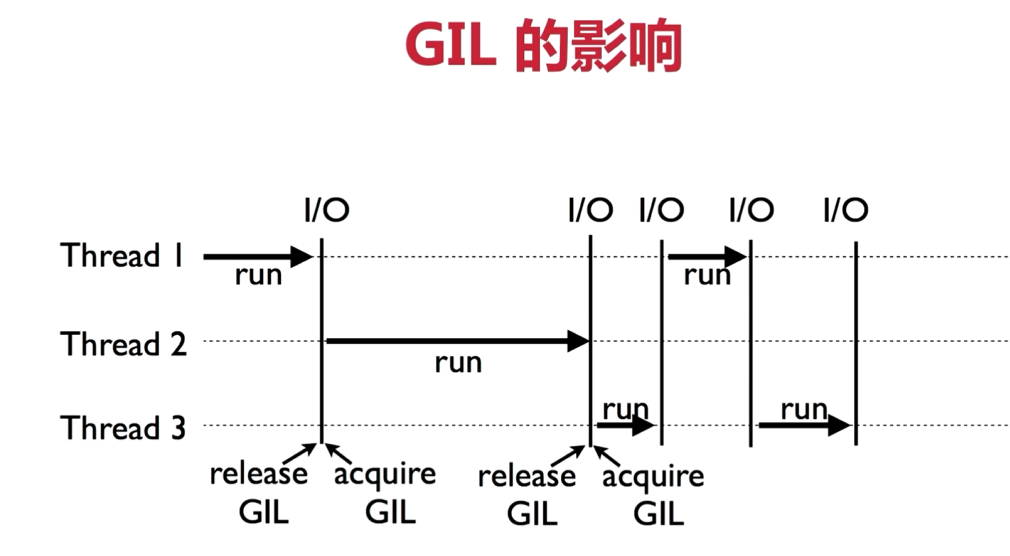 GIL 的影响
I/O I/O I/O I/O I/O
Thread 1
run run
Thread 2
run
Thread 3
run run
release acquire release acquire
GIL GIL GIL GIL